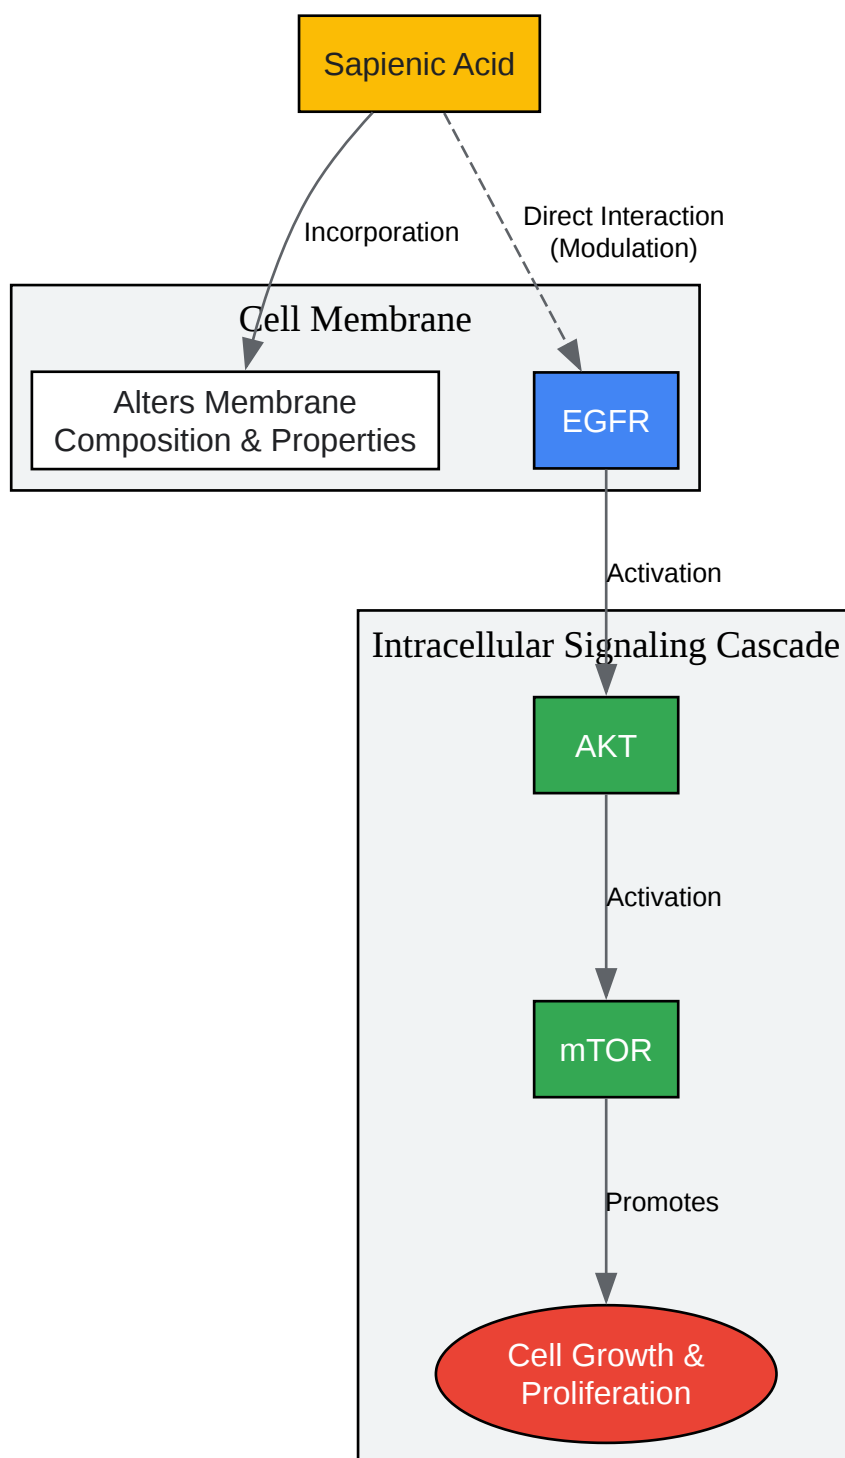 Sapienic Acid
Direct Interaction
(Modulation)
Incorporation
Cell Membrane
Alters Membrane
Composition & Properties
EGFR
Activation
Intracellular Signaling Cascade
AKT
Activation
mTOR
Promotes
Cell Growth &
Proliferation